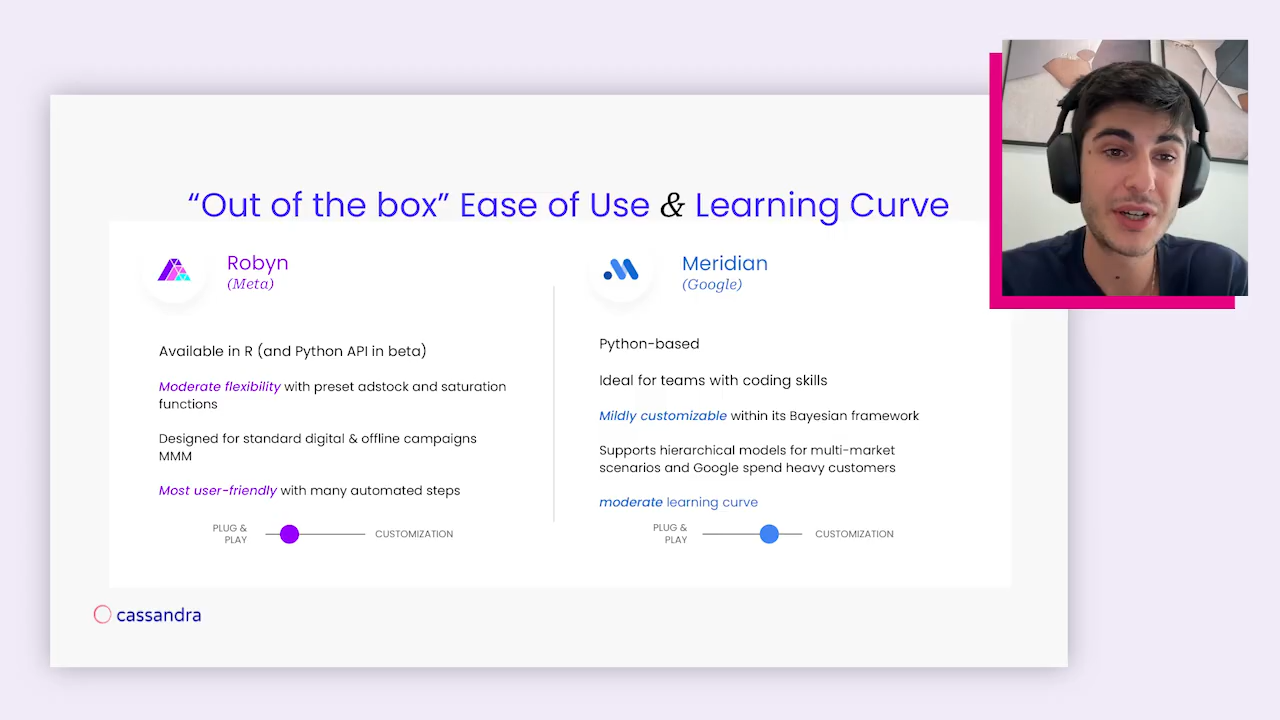 “Out of the box” Ease of Use & Learning Curve
Robyn
(Meta)
Available in R (and Python API in beta)
Moderate flexibility with preset adstock and saturation
functions
Designed for standard digital & offline campaigns
MMM
Most user-friendly with many automated steps
PLUG &
PLAY
CUSTOMIZATION
Meridian
(Google)
Python-based
Ideal for teams with coding skills
Mildly customizable within its Bayesian framework
Supports hierarchical models for multi-market
scenarios and Google spend heavy customers
moderate learning curve
PLUG &
PLAY
CUSTOMIZATION
cassandra